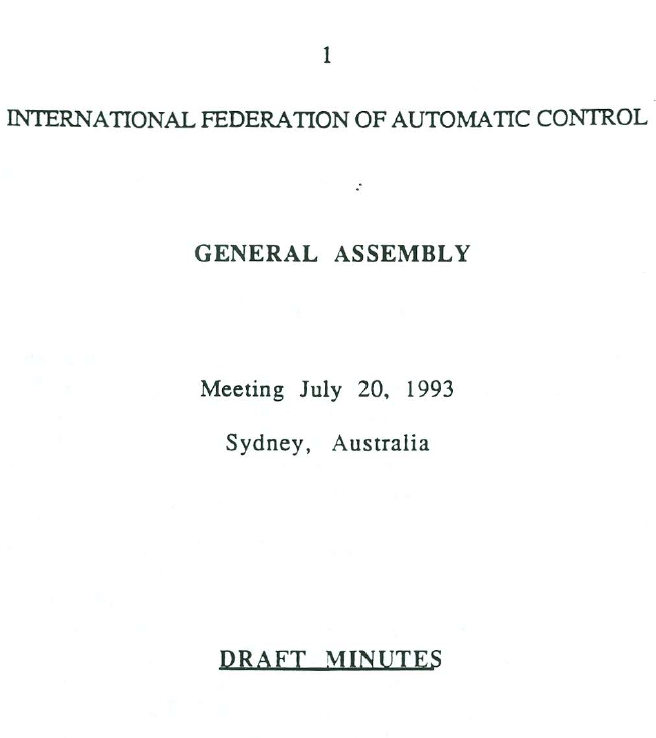 1
INTERNATIONAL FEDERATION OF AUTOMATIC CONTROL
GENERAL ASSEMBLY
Meeting July 20, 1993
Sydney, Australia
DRAFT MINUTES